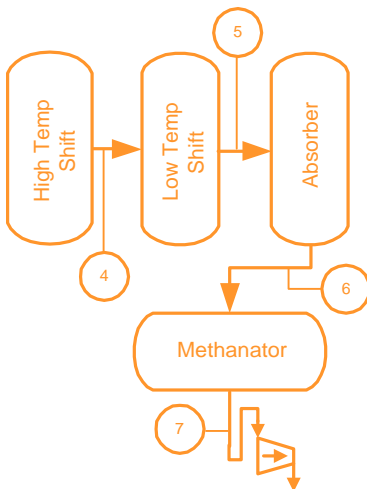 5
High Temp
Shift
Low Temp
Shift
Absorber
4
6
Methanator
7